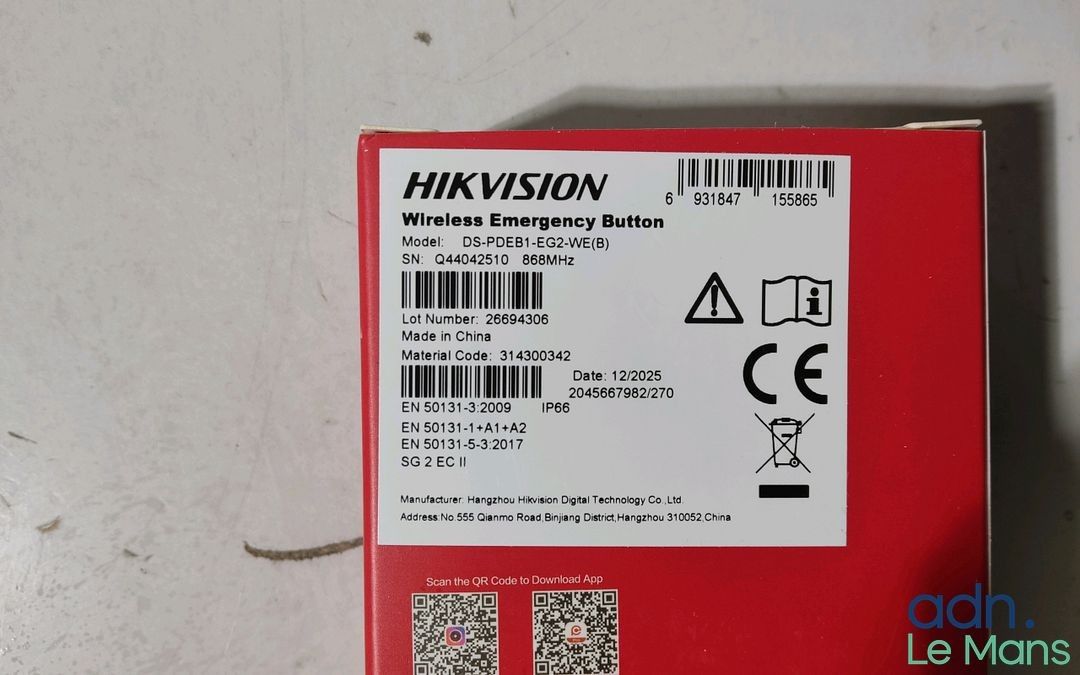 HIKVISION
6 931847 155865
Wireless Emergency Button
Model: DS-PDEB1-EG2-WE(B)
SN: Q44042510 868MHz
Lot Number: 26694306
Made in China
Material Code: 314300342
Date: 12/2025
2045667982/270
EN 50131-3:2009 IP66
EN 50131-1+A1+A2
EN 50131-5-3:2017
SG 2 EC II
CE
Manufacturer: Hangzhou Hikvision Digital Technology Co.,Ltd.
Address:No.555 Qianmo Road,Binjiang District,Hangzhou 310052,China
Scan the QR Code to Download App
adn.
Le Mans